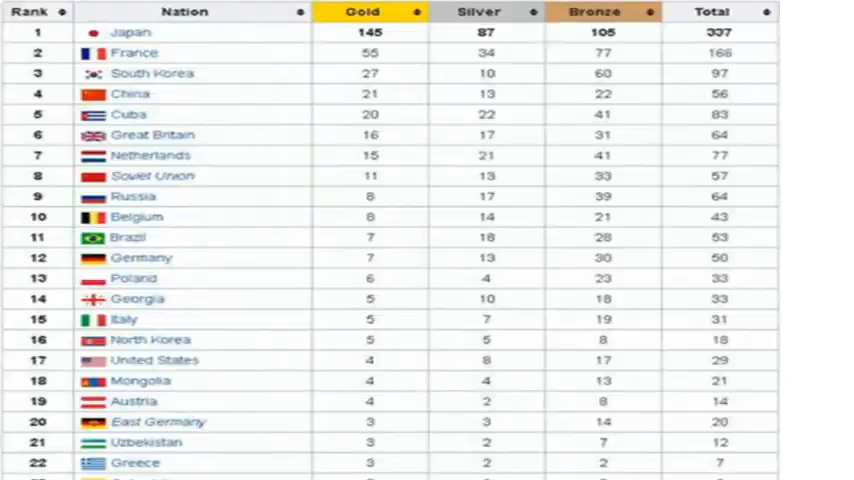 Rank Nation Gold Silver Bronze Total
1 Japan 145 87 105 337
2 France 55 34 77 166
3 South Korea 27 10 60 97
4 China 21 13 22 56
5 Cuba 20 22 41 83
6 Great Britain 16 17 31 64
7 Netherlands 15 21 41 77
8 Soviet Union 11 13 33 57
9 Russia 8 17 39 64
10 Belgium 8 14 21 43
11 Brazil 7 18 28 53
12 Germany 7 13 30 50
13 Poland 6 4 23 33
14 Georgia 5 10 18 33
15 Italy 5 7 19 31
16 North Korea 5 5 8 18
17 United States 4 8 17 29
18 Mongolia 4 4 13 21
19 Austria 4 2 8 14
20 East Germany 3 3 14 20
21 Uzbekistan 3 2 7 12
22 Greece 3 2 2 7